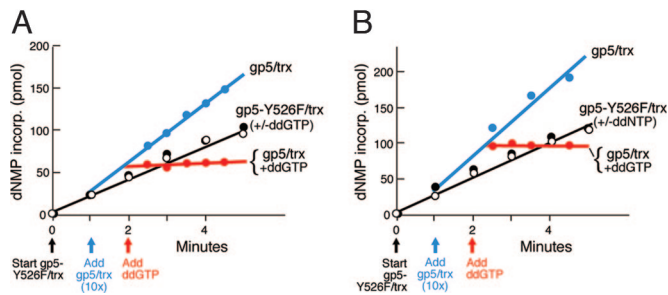 A
dNMP incorp. (pmol)
200
150
100
50
0
0
2
4
Minutes
gp5/trx
gp5-Y526F/trx
(+/-ddGTP)
gp5/trx
+ddGTP
Start gp5-
Y526F/trx
Add
gp5/trx
(10x)
Add
ddGTP
B
dNMP incorp. (pmol)
200
150
100
50
0
0
2
4
Minutes
gp5/trx
gp5-Y526F/trx
(+/-ddNTP)
gp5/trx
+ddGTP
Start
gp5-
Y526F/trx
Add
gp5/trx
(10x)
Add
ddGTP